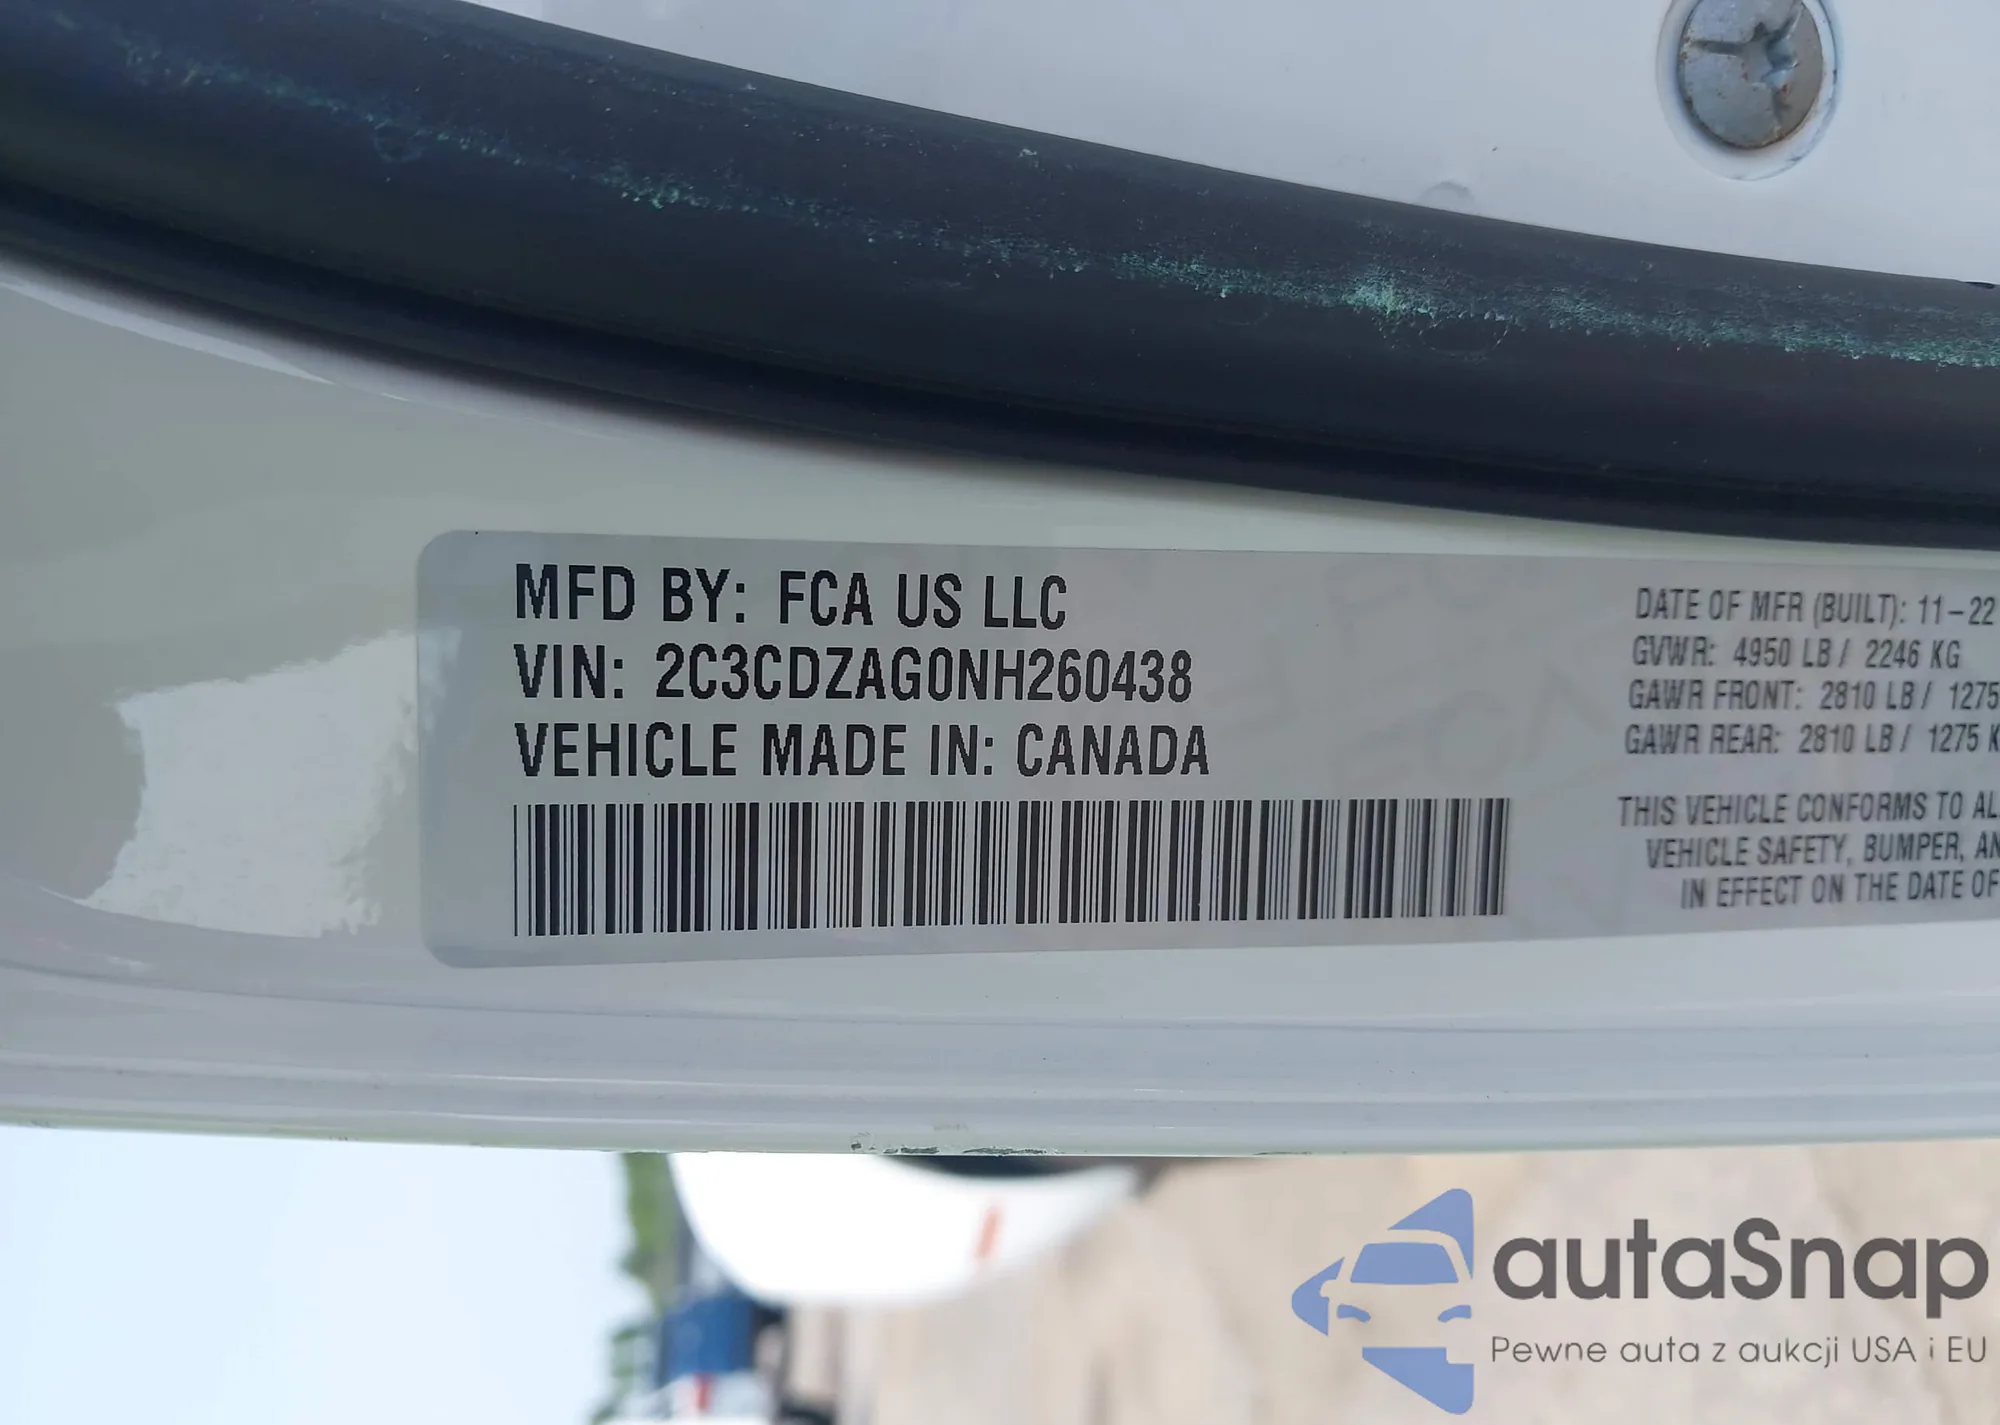 MFD BY: FCA US LLC
VIN: 2C3CDZAG0NH260438
VEHICLE MADE IN: CANADA
DATE OF MFR (BUILT): 11-22
GVWR: 4950 LB / 2246 KG
GAWR FRONT: 2810 LB / 1275
GAWR REAR: 2810 LB / 1275 K
THIS VEHICLE CONFORMS TO AL
VEHICLE SAFETY, BUMPER, AN
IN EFFECT ON THE DATE OF
autaSnap
Pewne auta z aukcji USA i EU